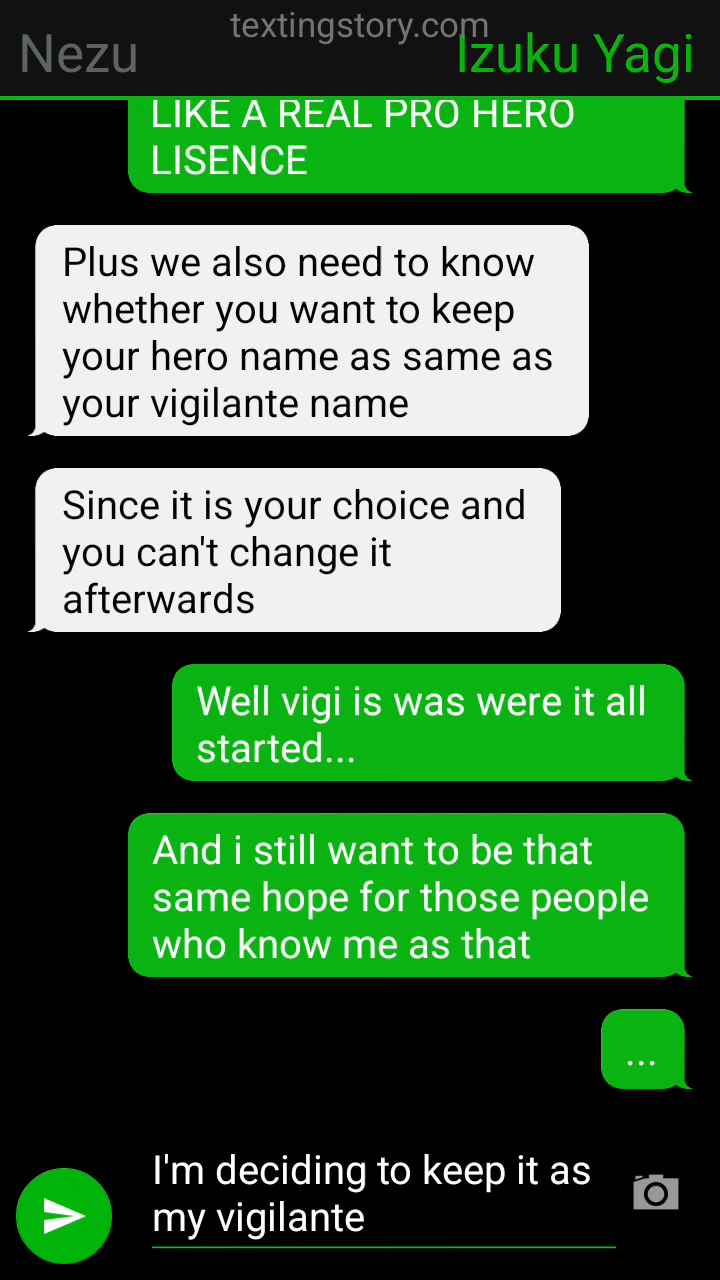 textingstory.com
Nezu
Izuku Yagi
LIKE A REAL PRO HERO
LISENCE
Plus we also need to know
whether you want to keep
your hero name as same as
your vigilante name
Since it is your choice and
you can't change it
afterwards
Well vigi is was were it all
started...
And i still want to be that
same hope for those people
who know me as that
...
I'm deciding to keep it as
my vigilante